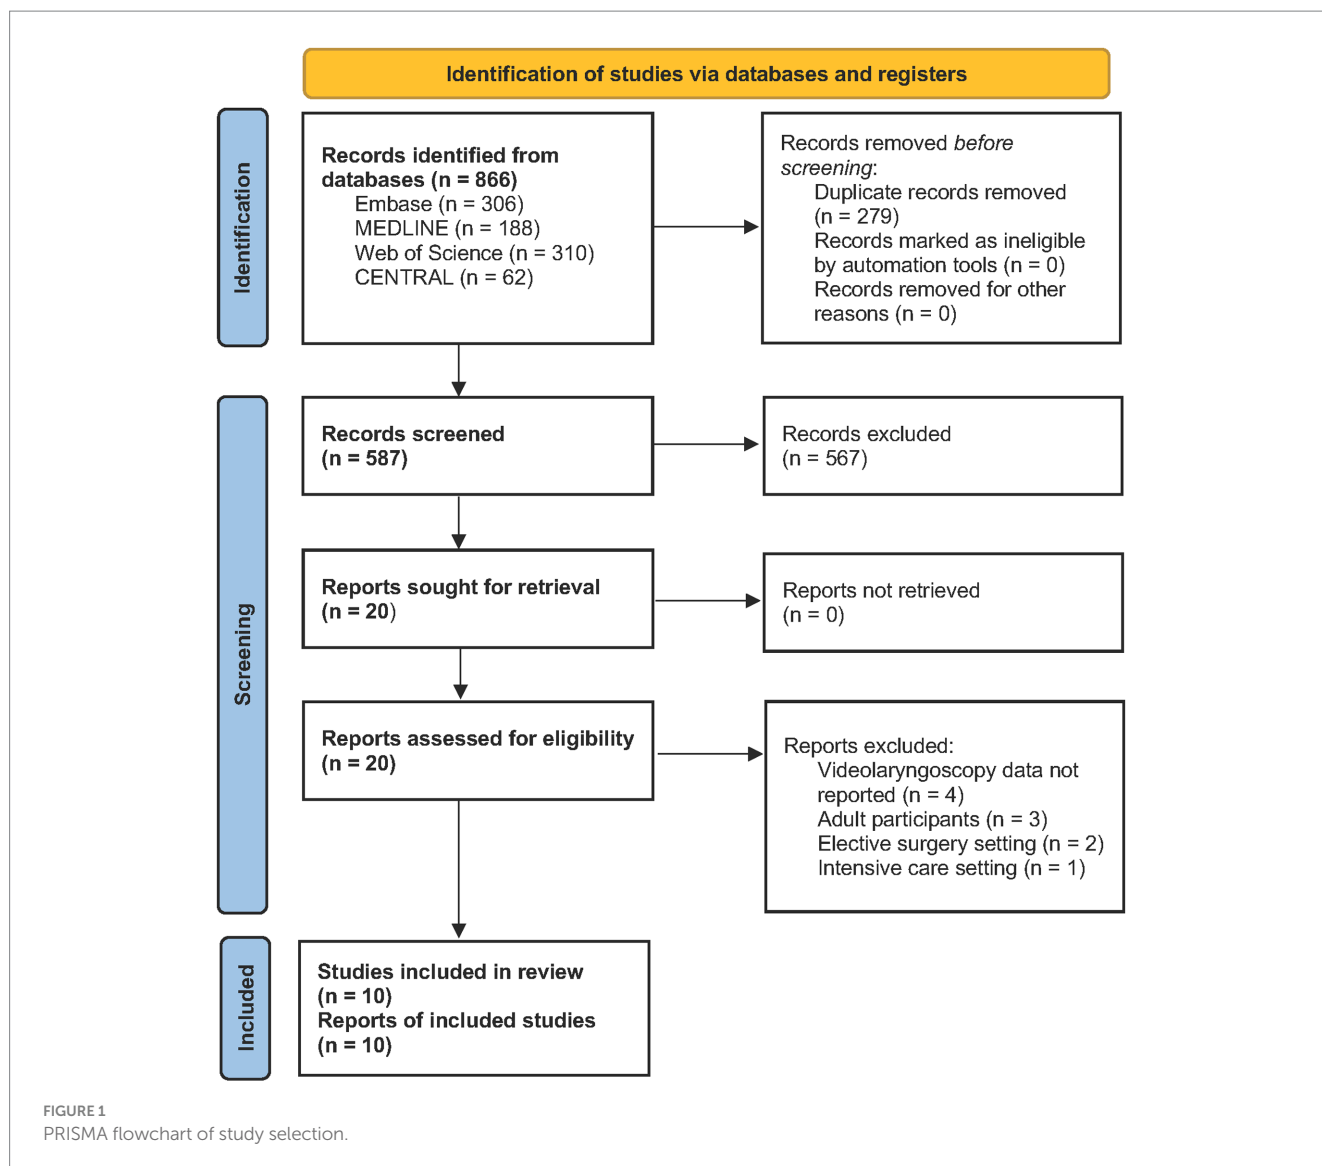 Identification of studies via databases and registers
Identification
Records identified from
databases (n = 866)
Embase (n = 306)
MEDLINE (n = 188)
Web of Science (n = 310)
CENTRAL (n = 62)
Records removed before
screening:
Duplicate records removed
(n = 279)
Records marked as ineligible
by automation tools (n = 0)
Records removed for other
reasons (n = 0)
Screening
Records screened
(n = 587)
Records excluded
(n = 567)
Reports sought for retrieval
(n = 20)
Reports not retrieved
(n = 0)
Reports assessed for eligibility
(n = 20)
Reports excluded:
Videolaryngoscopy data not
reported (n = 4)
Adult participants (n = 3)
Elective surgery setting (n = 2)
Intensive care setting (n = 1)
Included
Studies included in review
(n = 10)
Reports of included studies
(n = 10)
FIGURE 1
PRISMA flowchart of study selection.